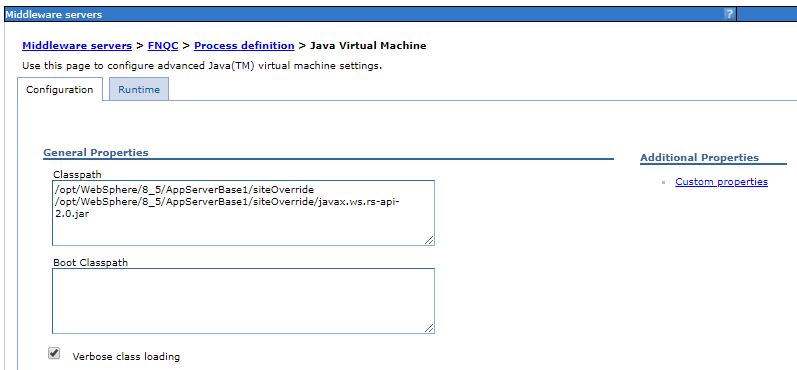 Middleware servers ?
Middleware servers > FNQC > Process definition > Java Virtual Machine
Use this page to configure advanced Java(TM) virtual machine settings.
Configuration Runtime
General Properties
Additional Properties
Classpath
/opt/WebSphere/8_5/AppServerBase1/siteOverride
/opt/WebSphere/8_5/AppServerBase1/siteOverride/javax.ws.rs-api-
2.0.jar
Custom properties
Boot Classpath
Verbose class loading